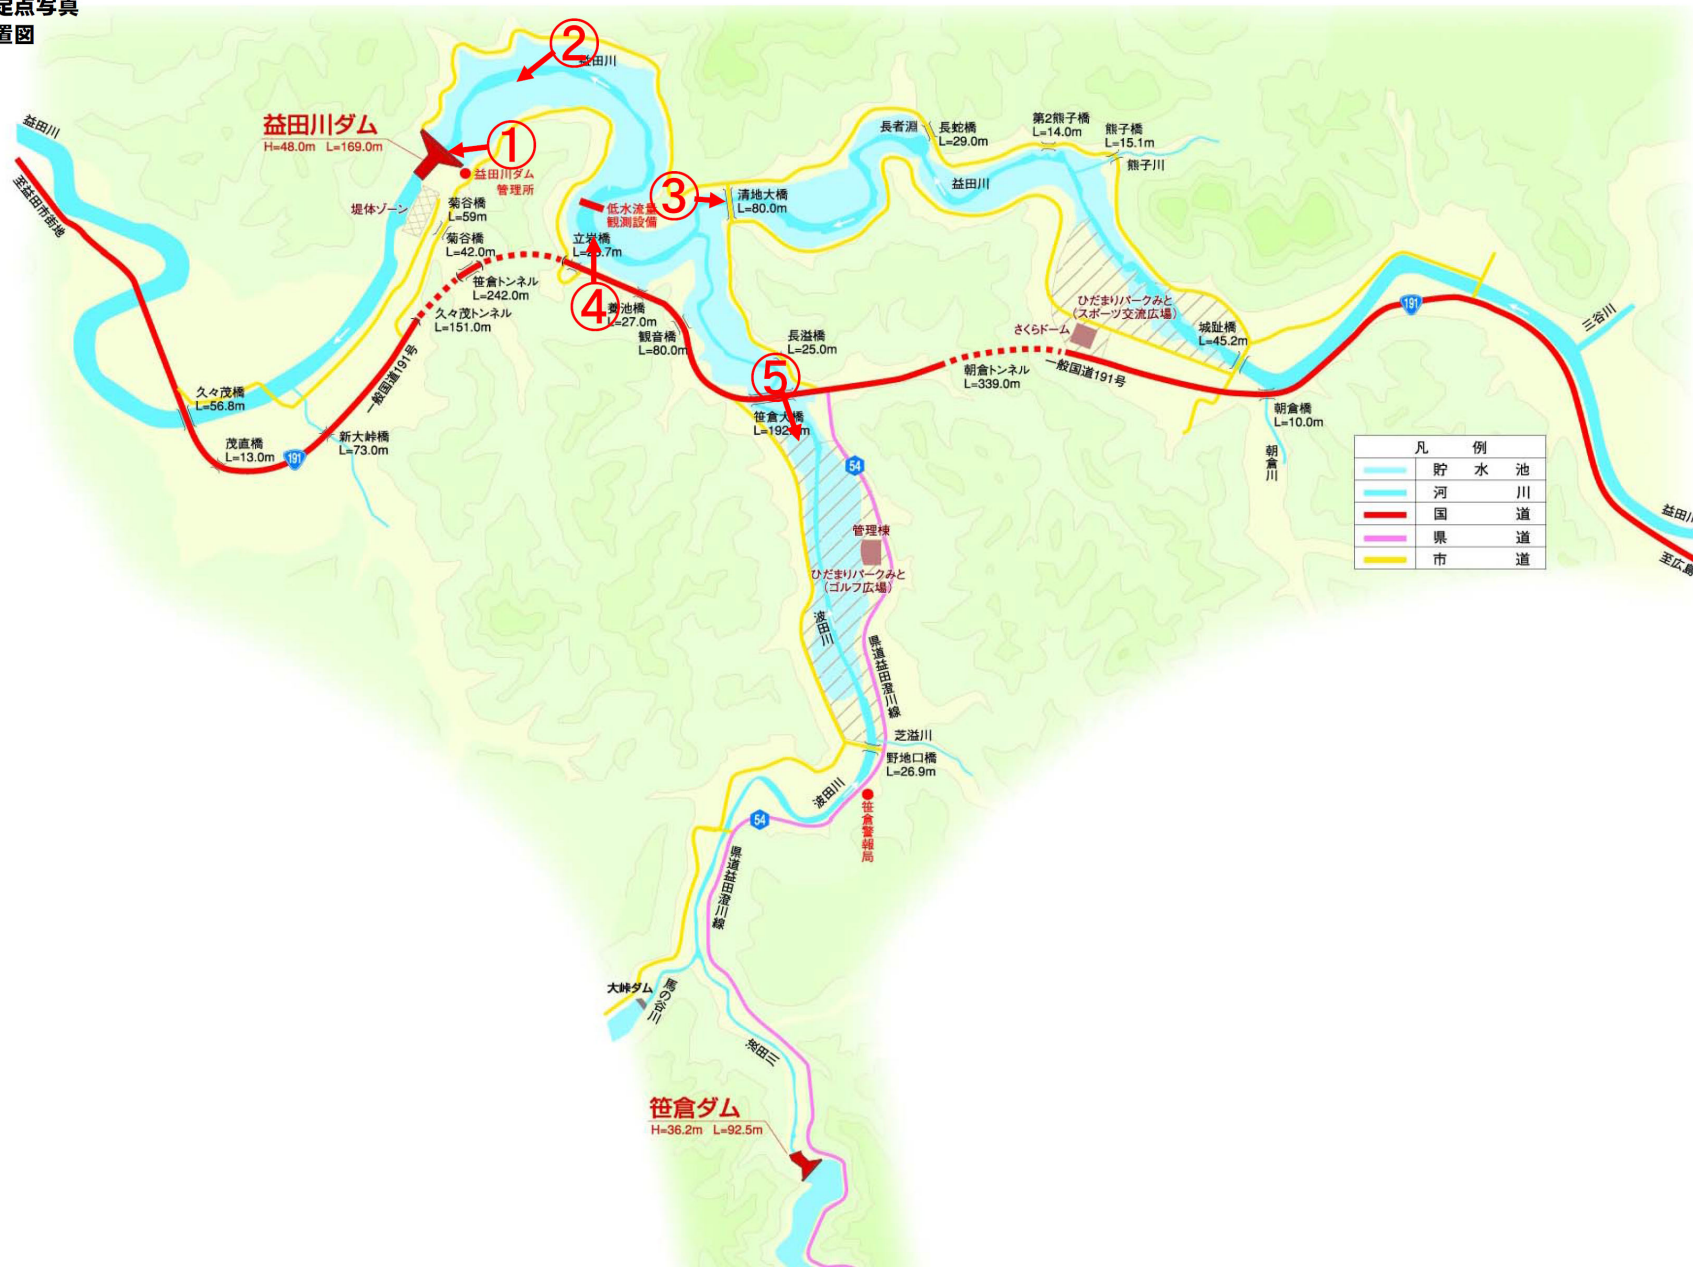 定点写真
置図
②
益田川
益田川
益田川ダム
H=48.0m L=169.0m
①
益田川ダム
管理所
至益田市街地
堤体ゾーン
菊谷橋
L=59m
菊谷橋
L=42.0m
低水流量
観測設備
③
清地大橋
L=80.0m
長者淵
長蛇橋
L=29.0m
第2熊子橋
L=14.0m
熊子橋
L=15.1m
熊子川
益田川
立岩橋
④
笹倉トンネル
L=242.0m
久々茂トンネル
L=151.0m
養池橋
L=27.0m
観音橋
L=80.0m
長溢橋
L=25.0m
⑤
笹倉大橋
ひだまりパークみと
(スポーツ交流広場)
さくらドーム
城趾橋
L=45.2m
191
三谷川
朝倉トンネル
L=339.0m
一般国道191号
一般国道191号
久々茂橋
L=56.8m
茂直橋
L=13.0m
191
新大峠橋
L=73.0m
朝倉橋
L=10.0m
朝倉川
凡 例
貯 水 池
河 川
国 道
県 道
市 道
益田川
至広島
54
管理棟
ひだまりパークみと
(ゴルフ広場)
波田川
県道益田澄川線
芝溢川
野地口橋
L=26.9m
波田川
54
笹倉警報局
県道益田澄川線
大峠ダム
馬の谷川
三田淤
笹倉ダム
H=36.2m L=92.5m